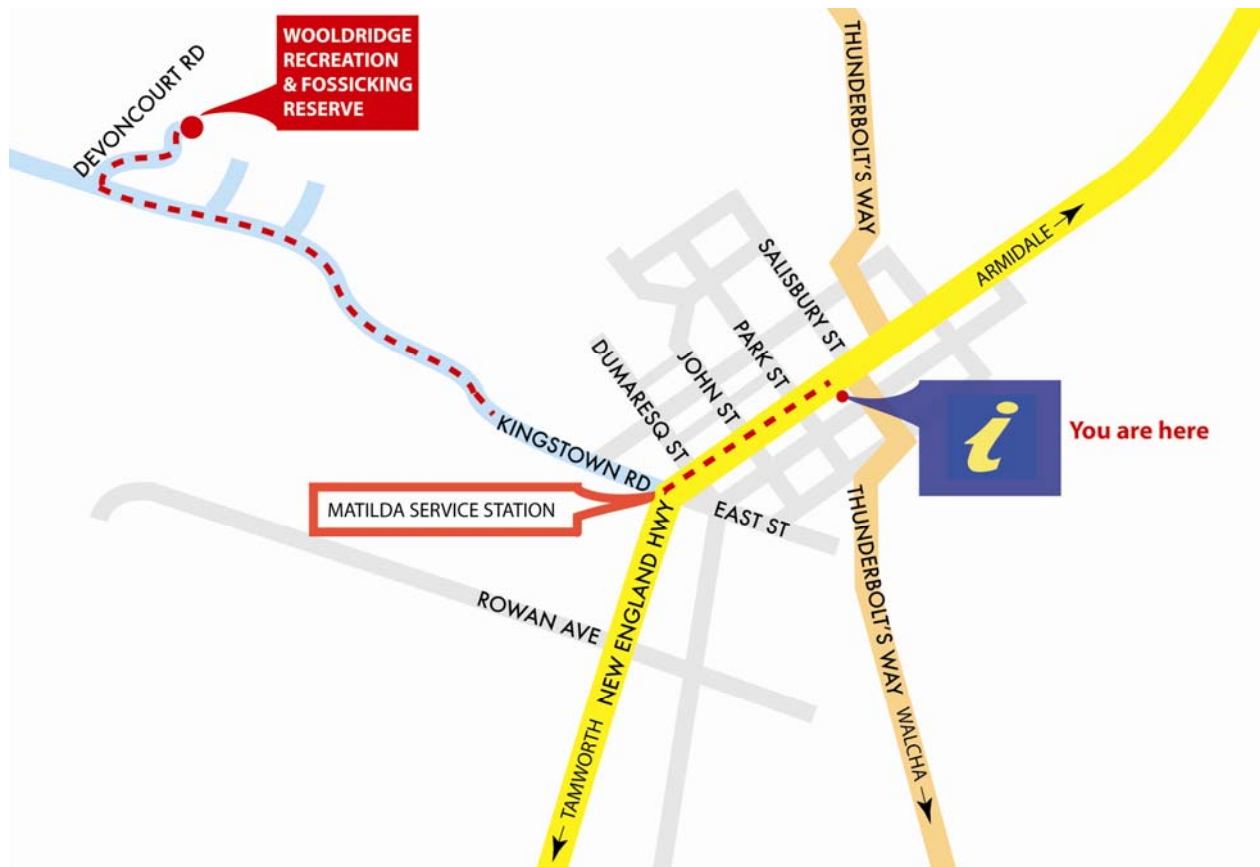 WOOLDRIDGE
RECREATION
& FOSSICKING
RESERVE
DEVONCOURT RD
THUNDERBOLT'S WAY
ARMIDALE
SALISBURY ST
PARK ST
JOHN ST
DUMARESQ ST
i
You are here
KINGSTOWN RD
MATILDA SERVICE STATION
EAST ST
ROWAN AVE
NEW ENGLAND HWY
TAMWORTH
THUNDERBOLT'S WAY
WALCHA